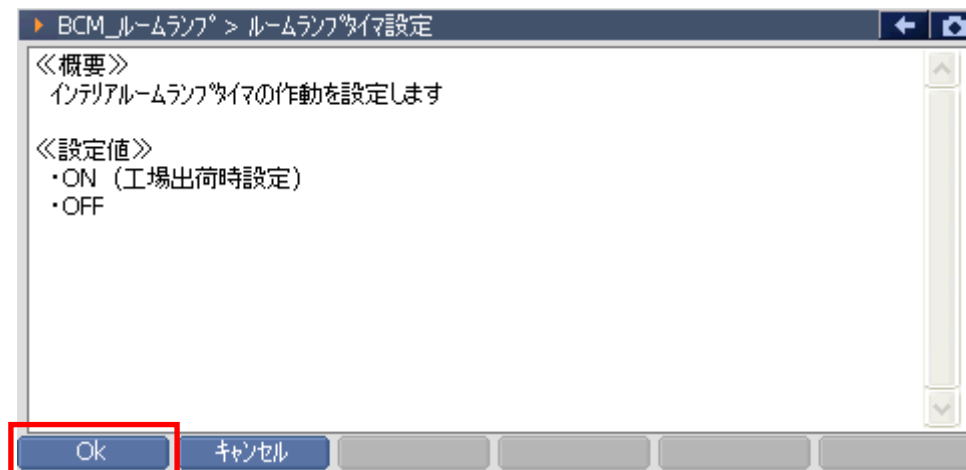 BCM_ルームランプ > ルームランプタイマ設定
≪概要≫
インテリアルームランプタイマの作動を設定します
≪設定値≫
・ON (工場出荷時設定)
・OFF
Ok
キャンセル